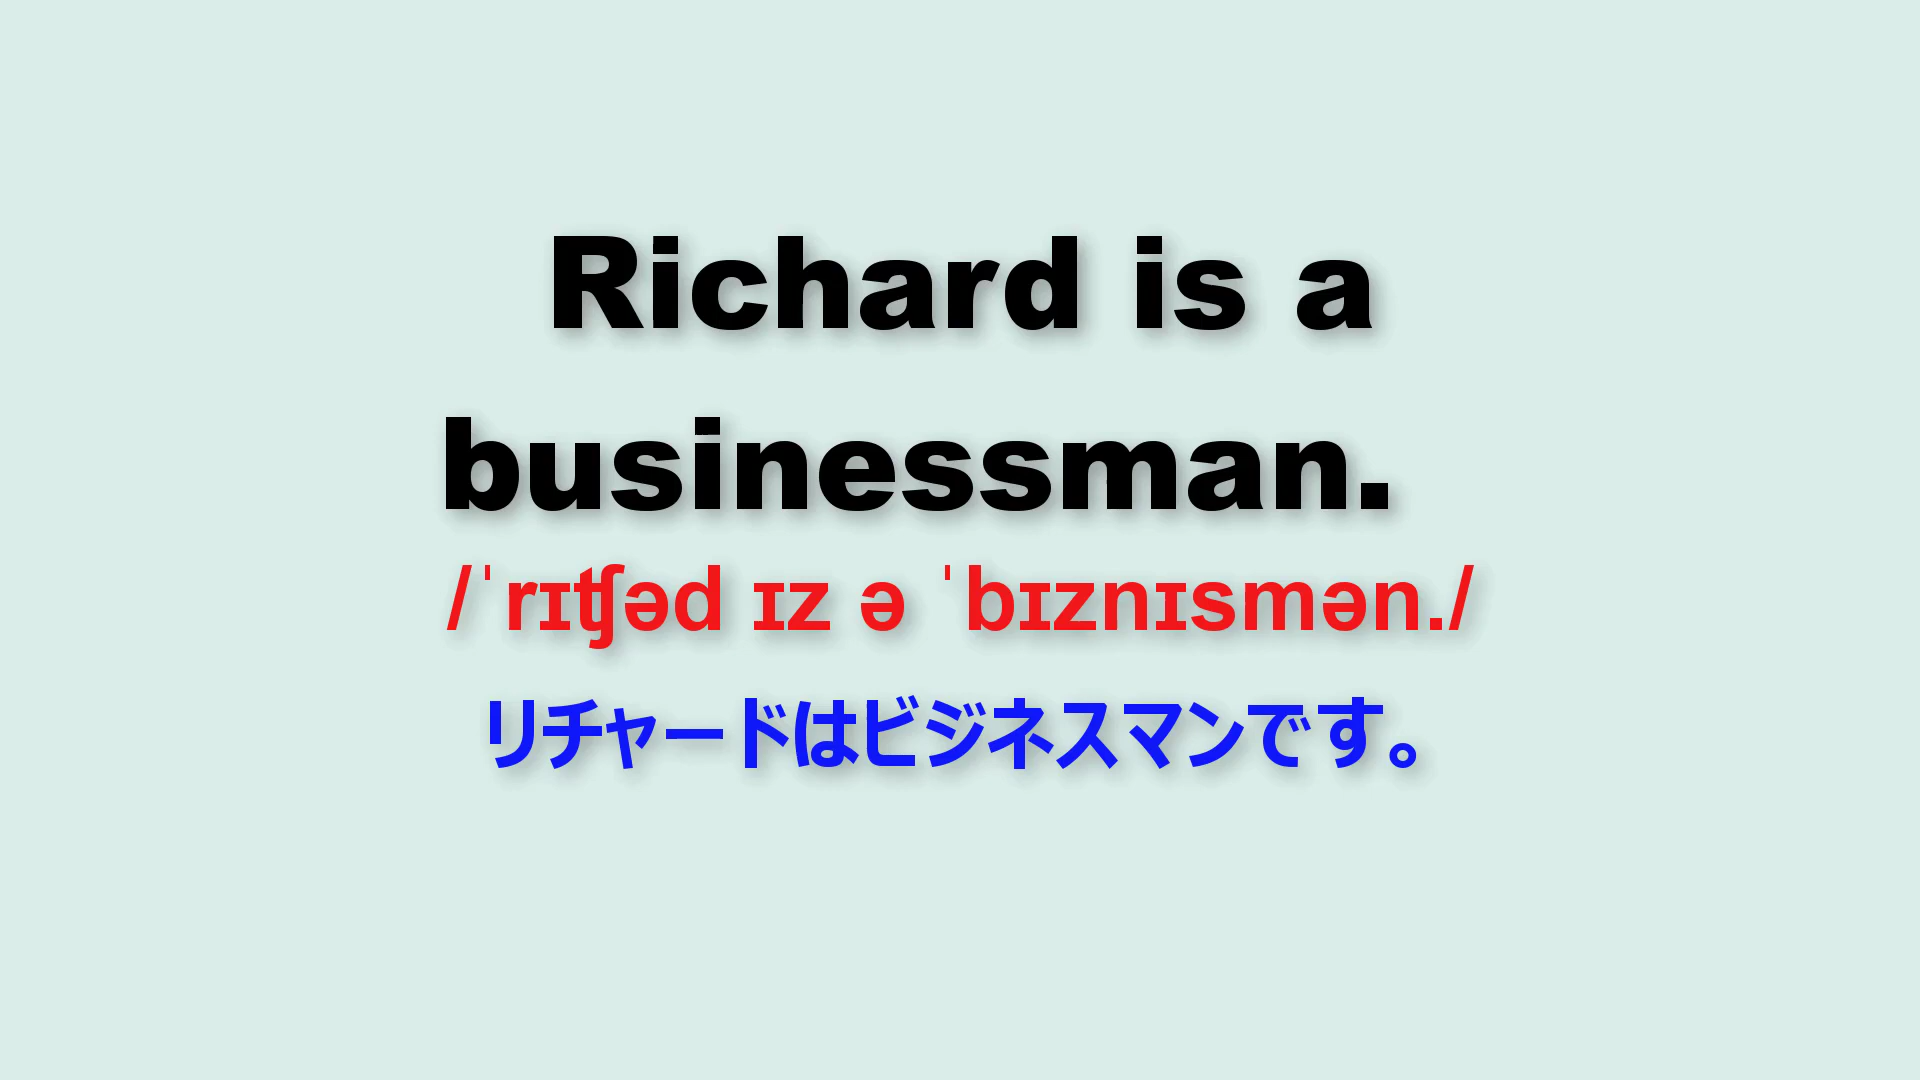 Richard is a
businessman.
/ˈrɪʧəd ɪz ə ˈbɪznɪsmən./
リチャードはビジネスマンです。